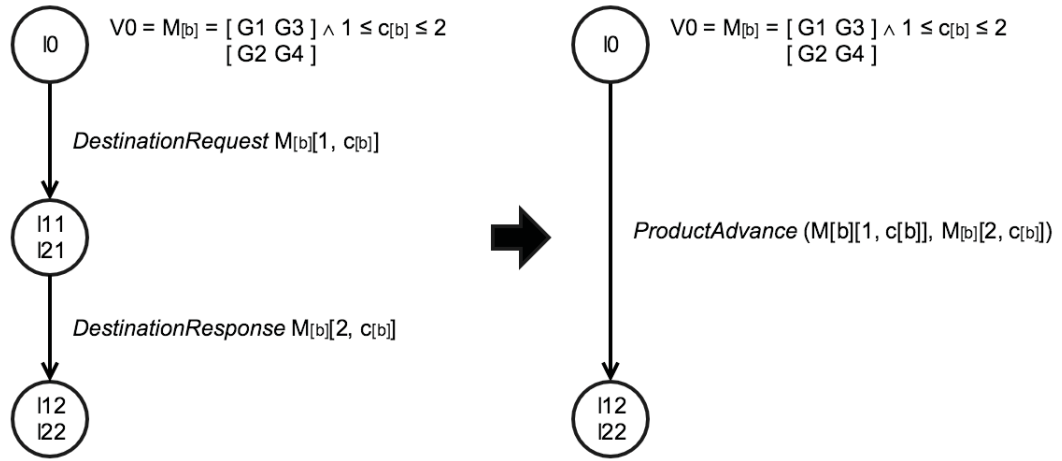 l0
V0 = M[b] = [ G1 G3 ] ∧ 1 ≤ c[b] ≤ 2
[ G2 G4 ]
DestinationRequest M[b][1, c[b]]
l11
l21
DestinationResponse M[b][2, c[b]]
l12
l22
l0
V0 = M[b] = [ G1 G3 ] ∧ 1 ≤ c[b] ≤ 2
[ G2 G4 ]
ProductAdvance (M[b][1, c[b]], M[b][2, c[b]])
l12
l22